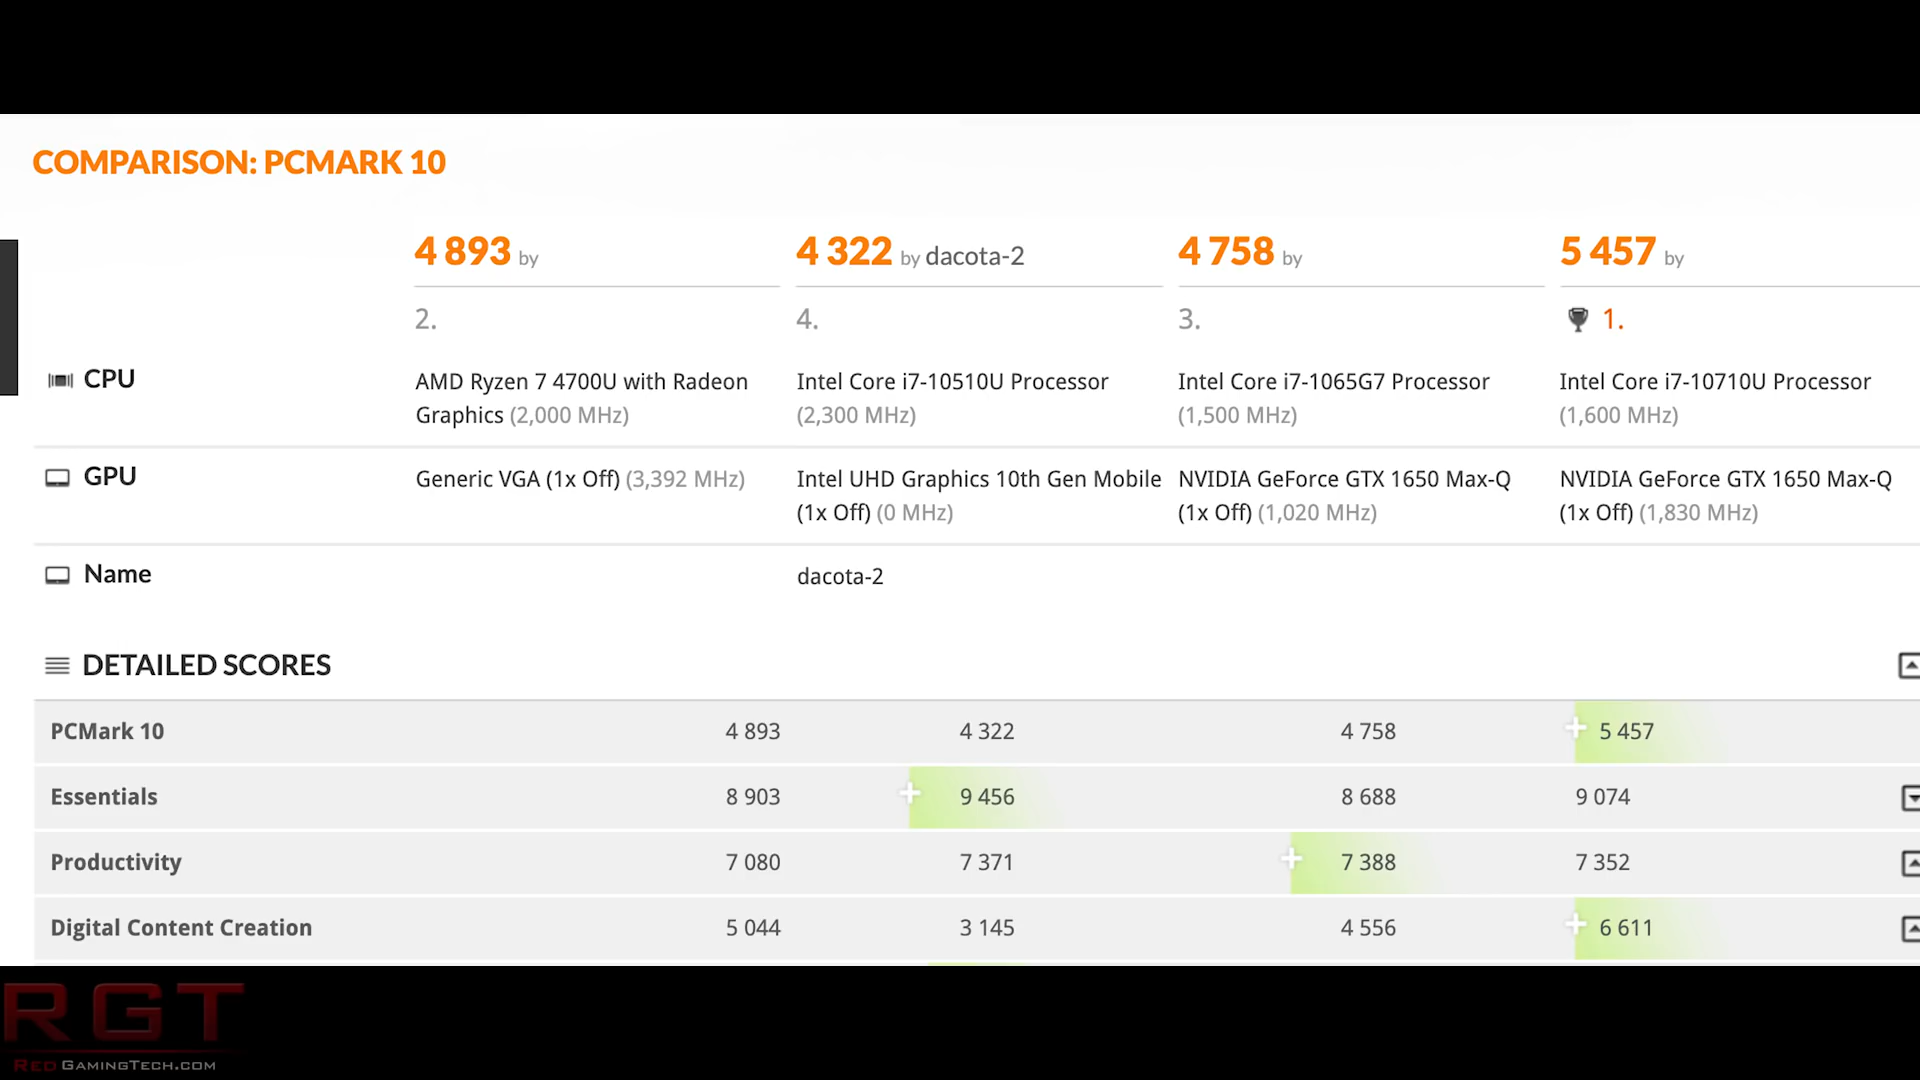 COMPARISON: PCMARK 10
4 893 by
4 322 by dacota-2
4 758 by
5 457 by
2.
4.
3.
1.
CPU
AMD Ryzen 7 4700U with Radeon
Graphics (2,000 MHz)
Intel Core i7-10510U Processor
(2,300 MHz)
Intel Core i7-1065G7 Processor
(1,500 MHz)
Intel Core i7-10710U Processor
(1,600 MHz)
GPU
Generic VGA (1x Off) (3,392 MHz)
Intel UHD Graphics 10th Gen Mobile
(1x Off) (0 MHz)
NVIDIA GeForce GTX 1650 Max-Q
(1x Off) (1,020 MHz)
NVIDIA GeForce GTX 1650 Max-Q
(1x Off) (1,830 MHz)
Name
dacota-2
DETAILED SCORES
PCMark 10 4 893 4 322 4 758 5 457
Essentials 8 903 9 456 8 688 9 074
Productivity 7 080 7 371 7 388 7 352
Digital Content Creation 5 044 3 145 4 556 6 611
RGT
REDGAMINGTECH.COM